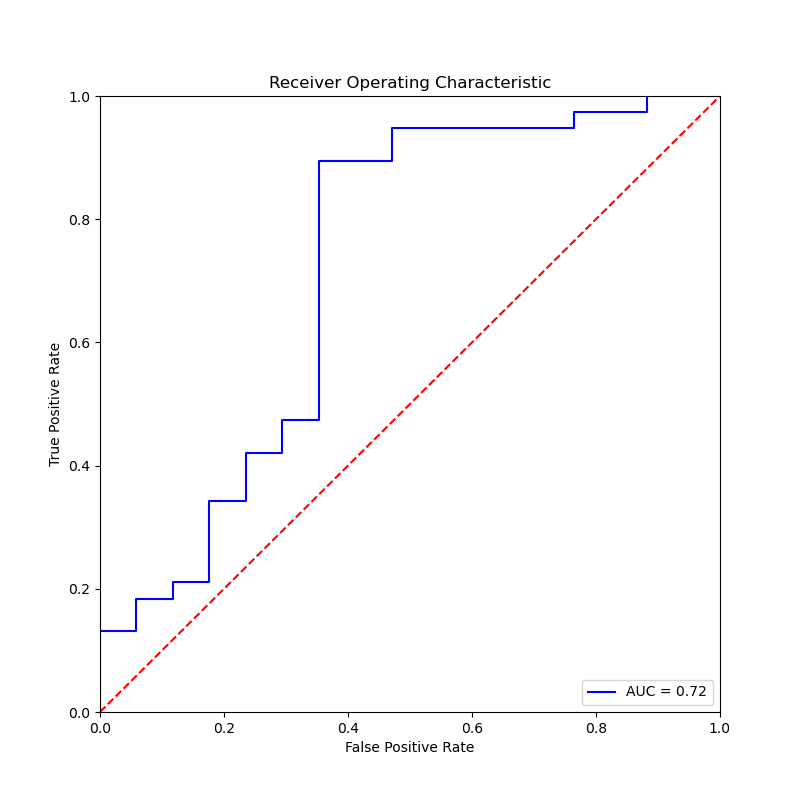 Receiver Operating Characteristic
True Positive Rate
1.0
0.8
0.6
0.4
0.2
0.0
AUC = 0.72
0.0 0.2 0.4 0.6 0.8 1.0
False Positive Rate